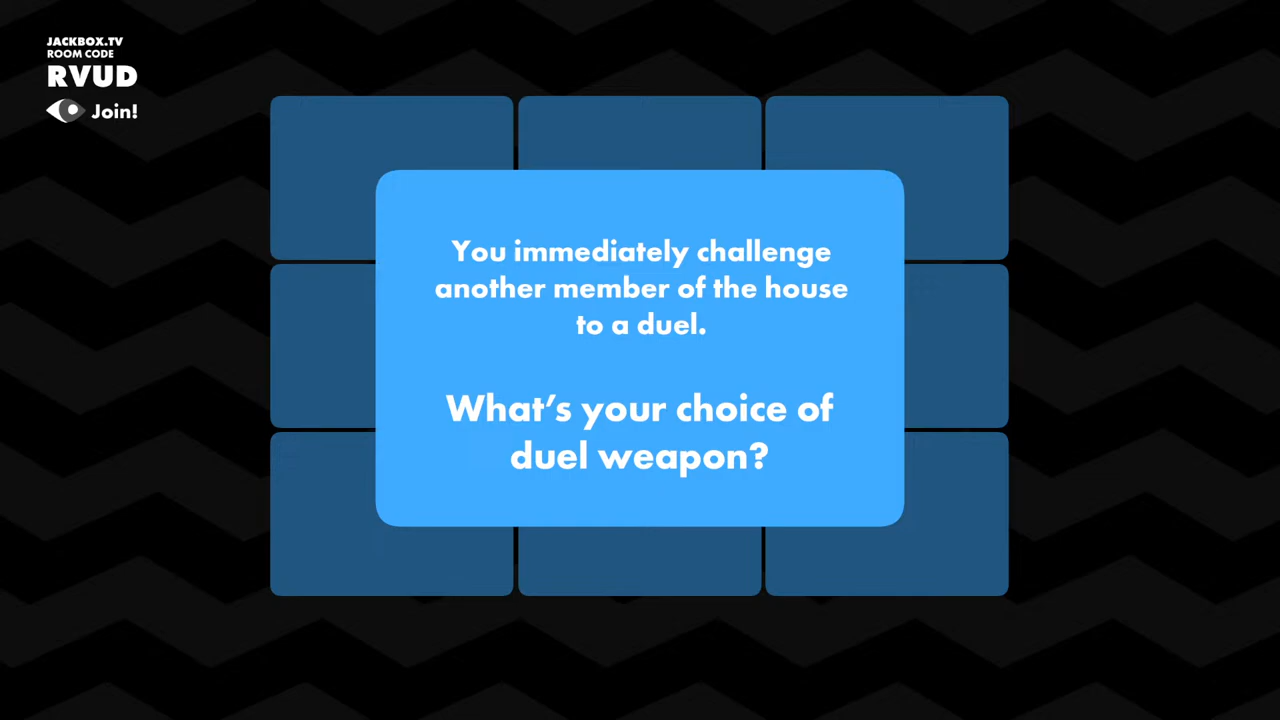 JACKBOX.TV
ROOM CODE
RVUD
Join!
You immediately challenge
another member of the house
to a duel.
What's your choice of
duel weapon?